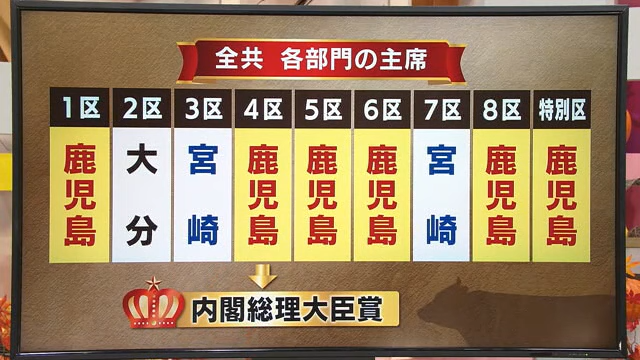 全共 各部門の主席
1区 2区 3区 4区 5区 6区 7区 8区 特別区
鹿児島 大分 宮崎 鹿児島 鹿児島 鹿児島 宮崎 鹿児島 鹿児島
内閣総理大臣賞